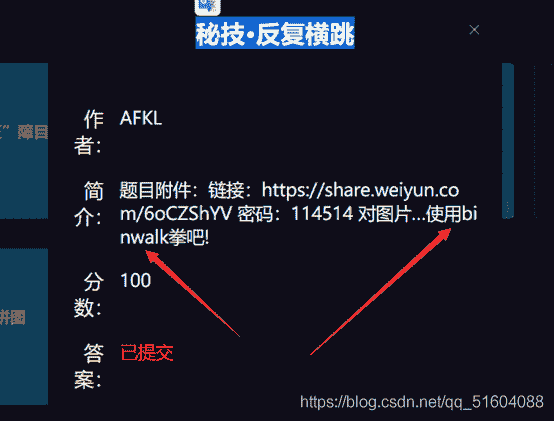 秘技·反复横跳
”隆目
作者：
AFKL
简介：
题目附件：链接：https://share.weiyun.co
m/6oCZShYV 密码：114514 对图片...使用bi
nwalk拳吧!
分数：
100
拼图
答案：
已提交
https://blog.csdn.net/qq_51604088